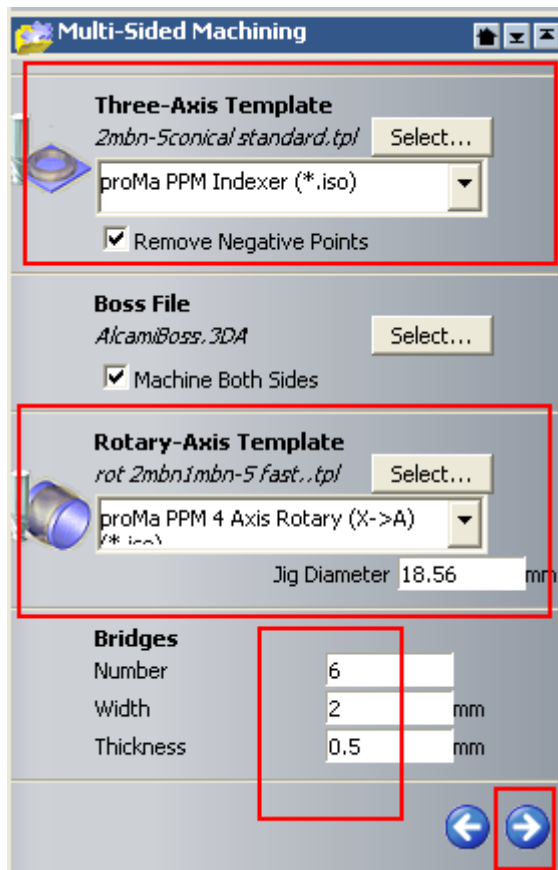 Multi-Sided Machining
Three-Axis Template
2mbn-5conical standard.tpl Select...
proMa PPM Indexer (*.iso)
Remove Negative Points
Boss File
AlcamiBoss.3DA Select...
Machine Both Sides
Rotary-Axis Template
rot 2mbn1mbn-5 fast..tpl Select...
proMa PPM 4 Axis Rotary (X->A)
(*.iso)
Jig Diameter 18.56 mm
Bridges
Number 6
Width 2 mm
Thickness 0.5 mm